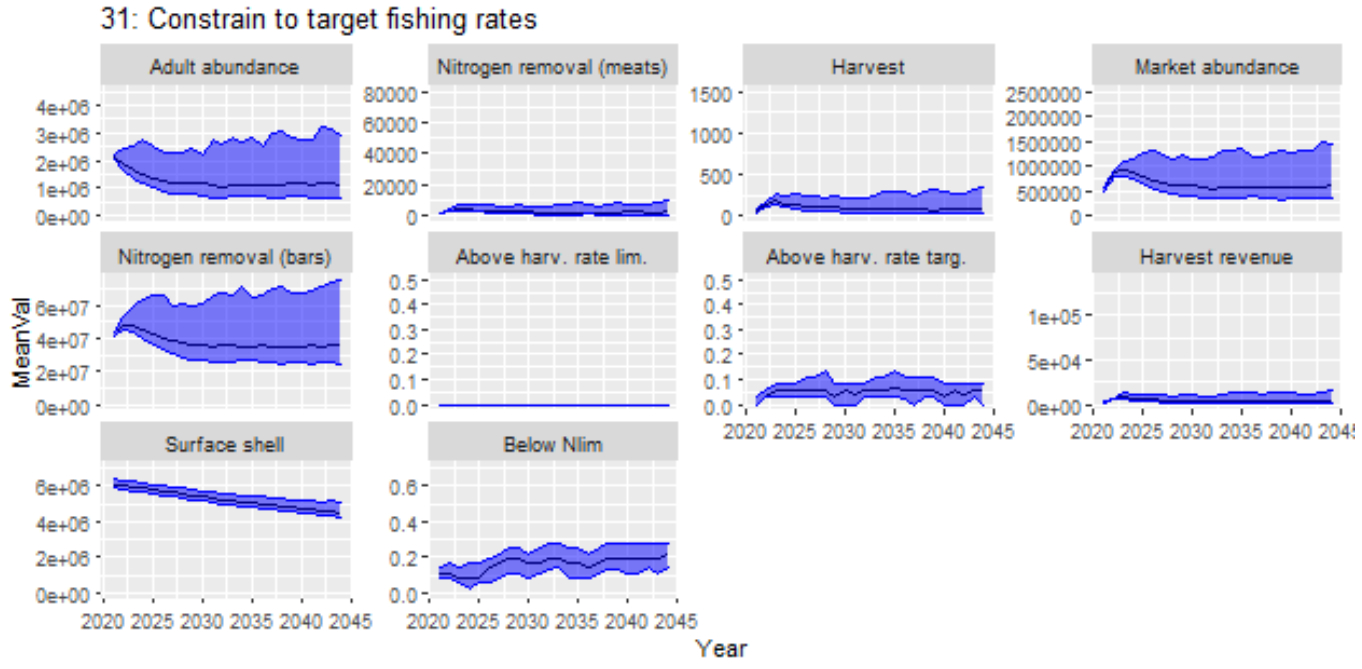 31: Constrain to target fishing rates
Adult abundance
4e+06
3e+06
2e+06
1e+06
0e+00
Nitrogen removal (meats)
80000
60000
40000
20000
0
Harvest
1500
1000
500
0
Market abundance
2500000
2000000
1500000
1000000
500000
0
MeanVal
Nitrogen removal (bars)
6e+07
4e+07
2e+07
0e+00
Above harv. rate lim.
0.5
0.4
0.3
0.2
0.1
0.0
Above harv. rate targ.
0.5
0.4
0.3
0.2
0.1
0.0
2020 2025 2030 2035 2040 2045
Harvest revenue
1e+05
5e+04
0e+00
2020 2025 2030 2035 2040 2045
Surface shell
6e+06
4e+06
2e+06
0e+00
2020 2025 2030 2035 2040 2045
Below Nlim
0.6
0.4
0.2
0.0
2020 2025 2030 2035 2040 2045
Year